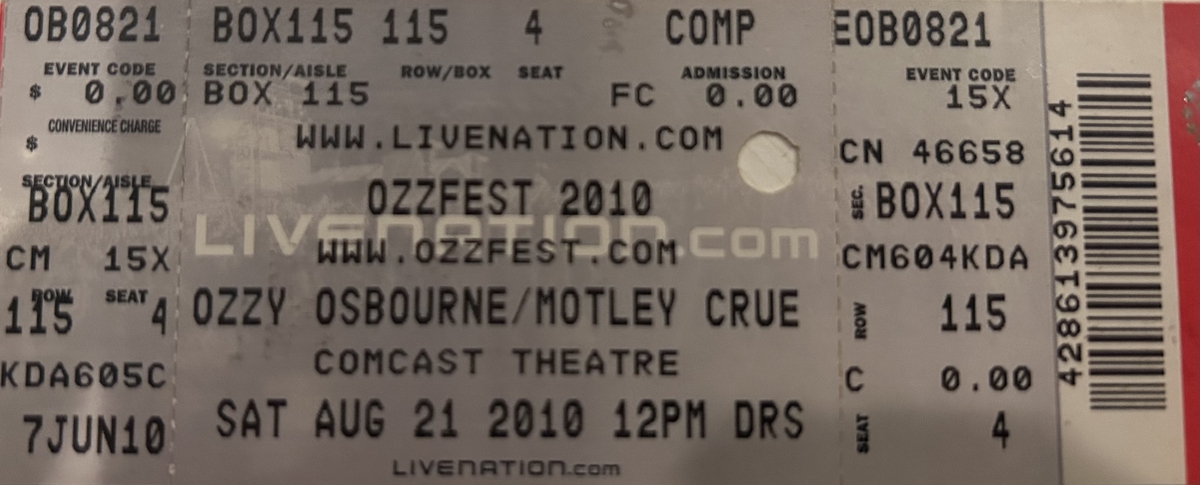 OB0821 BOX115 115 4 COMP EOB0821
EVENT CODE SECTION/AISLE ROW/BOX SEAT ADMISSION EVENT CODE
$ 0.00 BOX 115 FC 0.00 15X
CONVENIENCE CHARGE
$
WWW.LIVENATION.COM
CN 46658
SECTION/AISLE
BOX115
OZZFEST 2010
SEC. BOX115
LIVENATION.com
CM 15X WWW.OZZFEST.COM CM604KDA
ROW SEAT
115 4 OZZY OSBOURNE/MOTLEY CRUE ROW 115
KDA605C COMCAST THEATRE C 0.00
7JUN10 SAT AUG 21 2010 12PM DRS SEAT 4
LIVENATION.com
428613975614